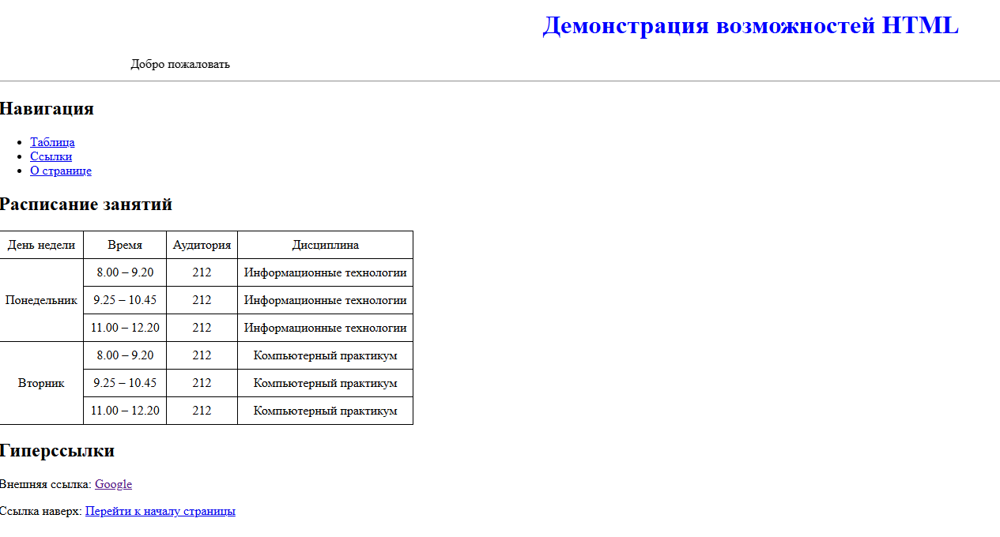 Демонстрация возможностей HTML
Добро пожаловать
Навигация
Таблица
Ссылки
О странице
Расписание занятий
День недели Время Аудитория Дисциплина
Понедельник 8.00 – 9.20 212 Информационные технологии
9.25 – 10.45 212 Информационные технологии
11.00 – 12.20 212 Информационные технологии
Вторник 8.00 – 9.20 212 Компьютерный практикум
9.25 – 10.45 212 Компьютерный практикум
11.00 – 12.20 212 Компьютерный практикум
Гиперссылки
Внешняя ссылка: Google
Ссылка наверх: Перейти к началу страницы